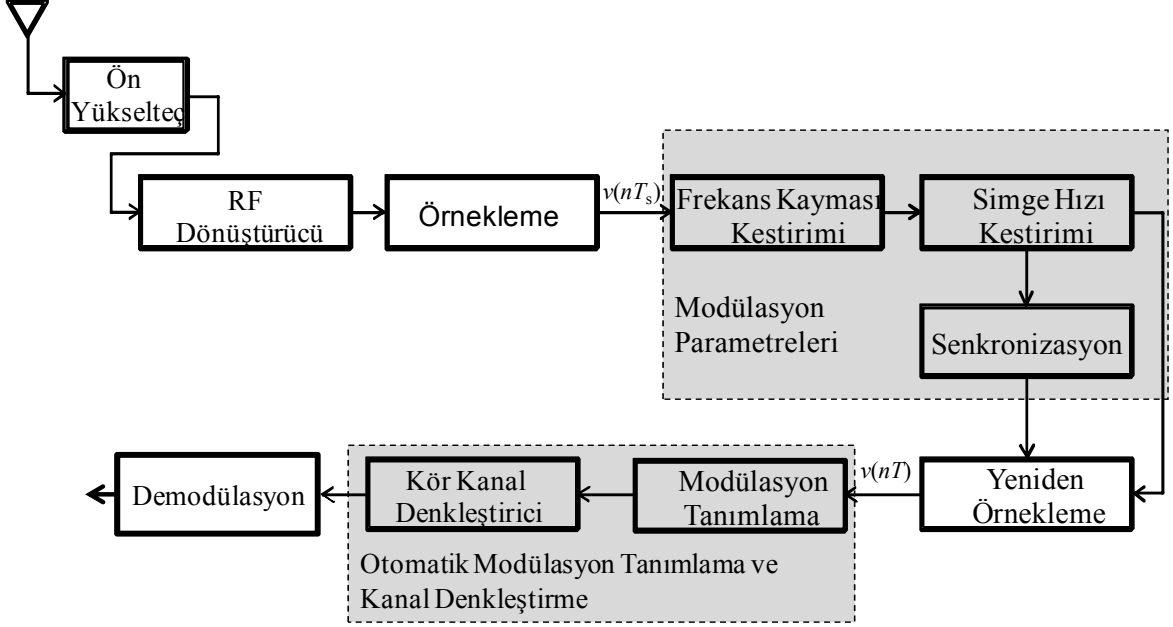 Ön
Yükselteç
RF
Dönüştürücü
Örnekleme
v(nTs)
Frekans Kayması
Kestirimi
Simge Hızı
Kestirimi
Modülasyon
Parametreleri
Senkronizasyon
Yeniden
Örnekleme
v(nT)
Modülasyon
Tanımlama
Kör Kanal
Denkleştirici
Demodülasyon
Otomatik Modülasyon Tanımlama ve
Kanal Denkleştirme